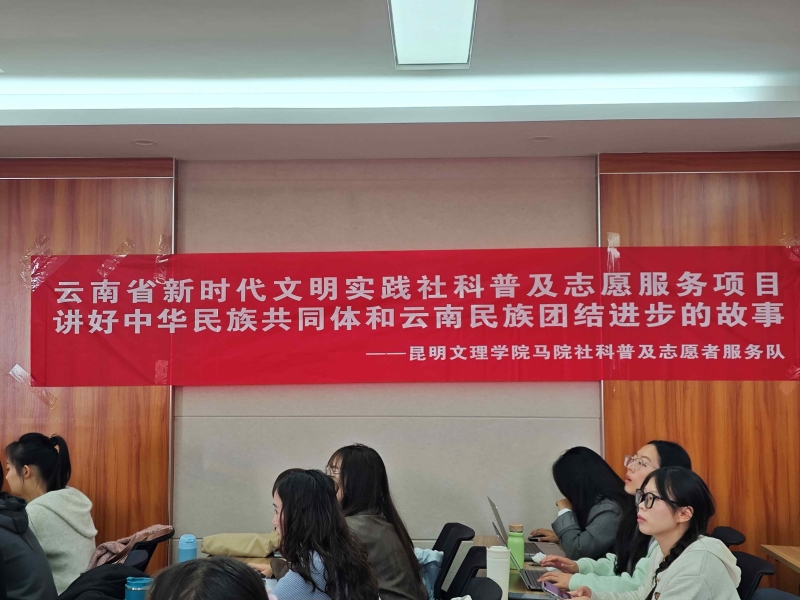 云南省新时代文明实践社科普及志愿服务项目
讲好中华民族共同体和云南民族团结进步的故事
——昆明文理学院马院社科普及志愿者服务队